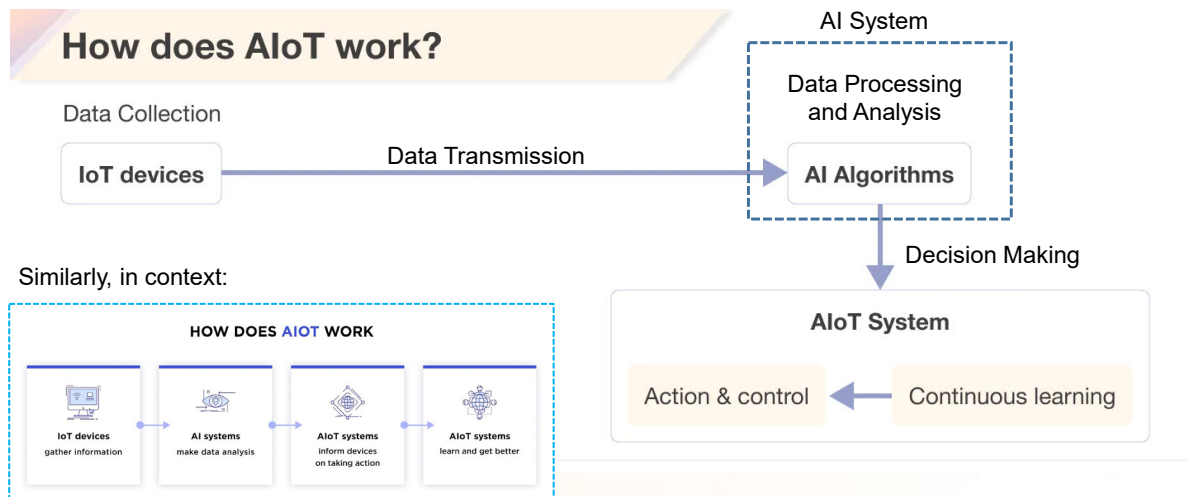 How does AIoT work?
AI System
Data Collection
Data Processing
and Analysis
IoT devices
Data Transmission
AI Algorithms
Decision Making
AIoT System
Action & control
Continuous learning
Similarly, in context:
HOW DOES AIOT WORK
IoT devices
gather information
AI systems
make data analysis
AIoT systems
inform devices
on taking action
AIoT systems
learn and get better